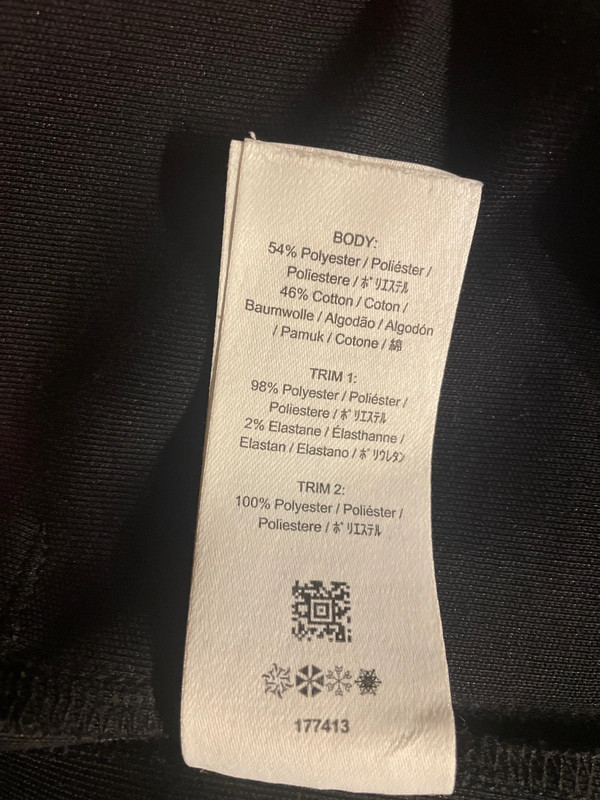 BODY:
54% Polyester / Poliéster /
Poliestere / ﾎﾟﾘｴｽﾃﾙ
46% Cotton / Coton /
Baumwolle / Algodão / Algodón
/ Pamuk / Cotone / 綿
TRIM 1:
98% Polyester / Poliéster /
Poliestere / ﾎﾟﾘｴｽﾃﾙ
2% Elastane / Élasthanne /
Elastan / Elastano / ﾎﾟﾘｳﾚﾀﾝ
TRIM 2:
100% Polyester / Poliéster /
Poliestere / ﾎﾟﾘｴｽﾃﾙ
177413